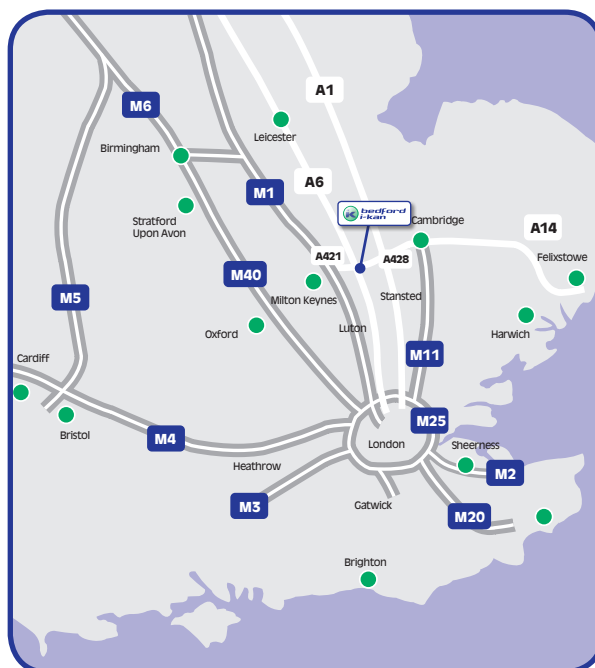 A1
M6
Leicester
Birmingham
A6
M1
bedford
i-kan
Stratford
Upon Avon
Cambridge
A14
A421
A428
Felixstowe
M40
Milton Keynes
Stansted
M5
Luton
Harwich
Oxford
M11
Cardiff
M25
Bristol
M4
London
Sheerness
Heathrow
M2
M3
Gatwick
M20
Brighton